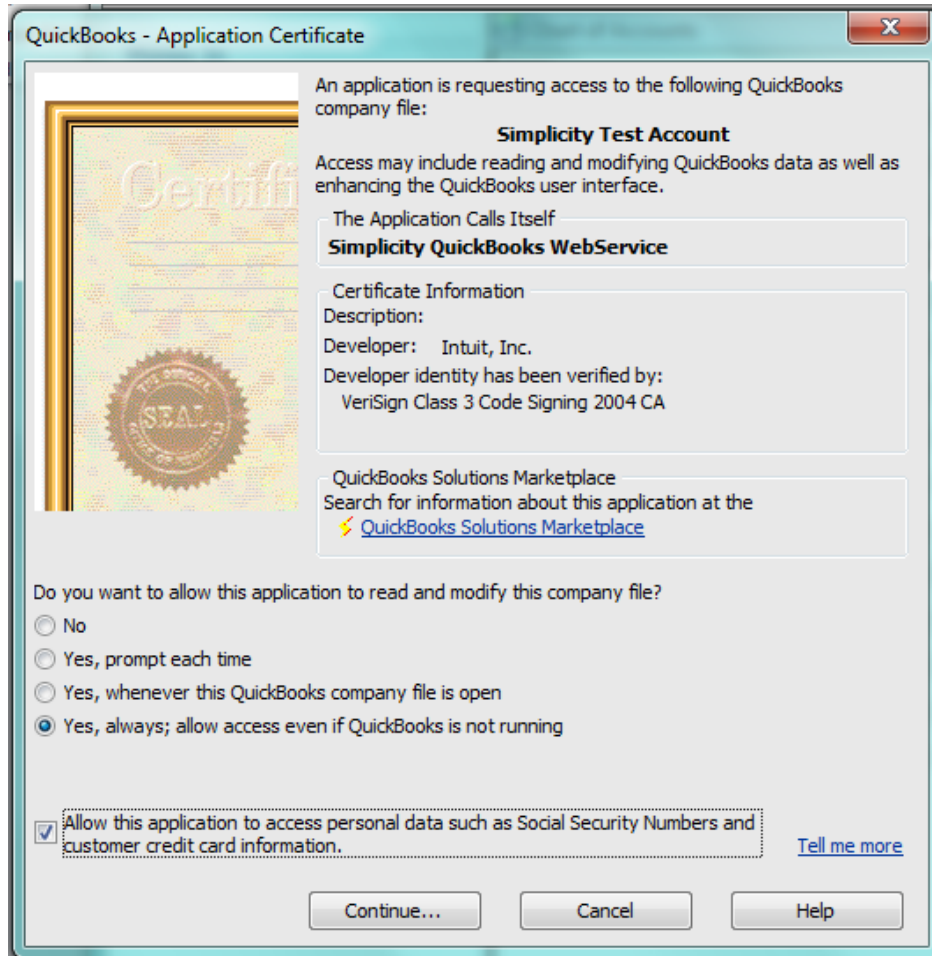 QuickBooks - Application Certificate
An application is requesting access to the following QuickBooks
company file:
Simplicity Test Account
Access may include reading and modifying QuickBooks data as well as
enhancing the QuickBooks user interface.
The Application Calls Itself
Simplicity QuickBooks WebService
Certificate Information
Description:
Developer: Intuit, Inc.
Developer identity has been verified by:
VeriSign Class 3 Code Signing 2004 CA
QuickBooks Solutions Marketplace
Search for information about this application at the
QuickBooks Solutions Marketplace
Certifi
SEAL
Do you want to allow this application to read and modify this company file?
No
Yes, prompt each time
Yes, whenever this QuickBooks company file is open
Yes, always; allow access even if QuickBooks is not running
Allow this application to access personal data such as Social Security Numbers and
customer credit card information.
Tell me more
Continue...
Cancel
Help